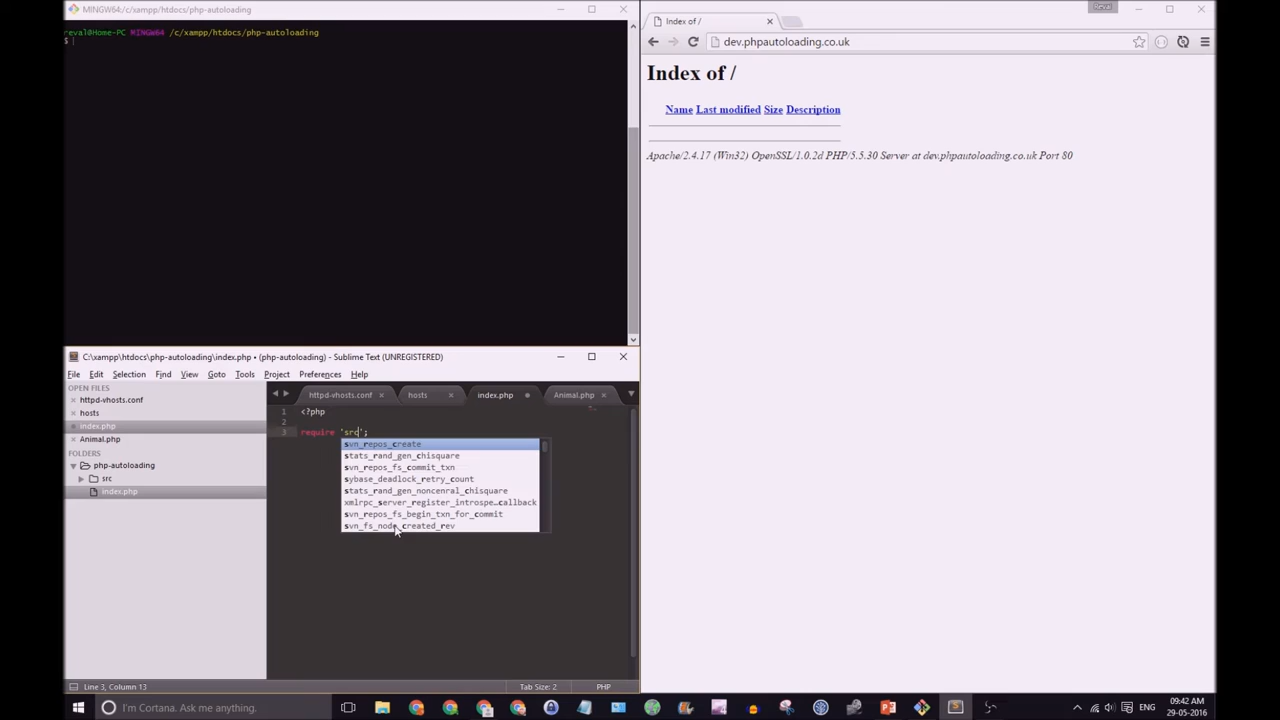 MINGW64:/c/xampp/htdocs/php-autoloading
reval@Home-PC MINGW64 /c/xampp/htdocs/php-autoloading
$
C:\xampp\htdocs\php-autoloading\index.php • (php-autoloading) - Sublime Text (UNREGISTERED)
File Edit Selection Find View Goto Tools Project Preferences Help
OPEN FILES
httpd-vhosts.conf
hosts
index.php
Animal.php
FOLDERS
php-autoloading
src
index.php
httpd-vhosts.conf hosts index.php Animal.php
1 <?php
2
3 require 'src';
svn_repos_create
stats_rand_gen_chisquare
svn_repos_fs_commit_txn
sybase_deadlock_retry_count
stats_rand_gen_noncenral_chisquare
xmlrpc_server_register_introspe…callback
svn_repos_fs_begin_txn_for_commit
svn_fs_node_created_rev
Line 3, Column 13 Tab Size: 2 PHP
Index of /
Reval
dev.phpautoloading.co.uk
Index of /
Name Last modified Size Description
Apache/2.4.17 (Win32) OpenSSL/1.0.2d PHP/5.5.30 Server at dev.phpautoloading.co.uk Port 80
I'm Cortana. Ask me anything.
ENG
09:42 AM
29-05-2016